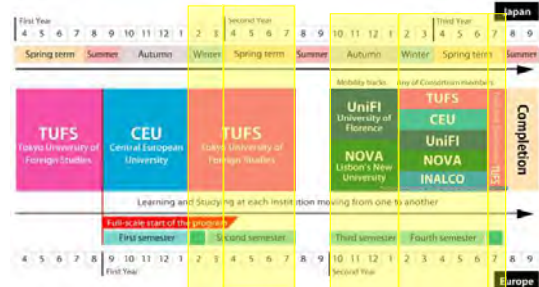 Japan
First Year
Second Year
Third Year
4 5 6 7 8 9 10 11 12 1 2 3 4 5 6 7 8 9 10 11 12 1 2 3 4 5 6 7 8 9
Spring term Summer Autumn Winter Spring term Summer Autumn Winter Spring term Summer
Mobility tracks ny of Consortium members
TUFS
Tokyo University of
Foreign Studies
CEU
Central European
University
TUFS
Tokyo University of
Foreign Studies
UniFI
University of
Florence
NOVA
Lisbon's New
University
TUFS
CEU
UniFI
NOVA
INALCO
TUFS
Completion
Learning and Studying at each institution moving from one to another
Full-scale start of the program
First semester Second semester Third semester Fourth semester
4 5 6 7 8 9 10 11 12 1 2 3 4 5 6 7 8 9 10 11 12 1 2 3 4 5 6 7 8 9
First Year
Second Year
Europe